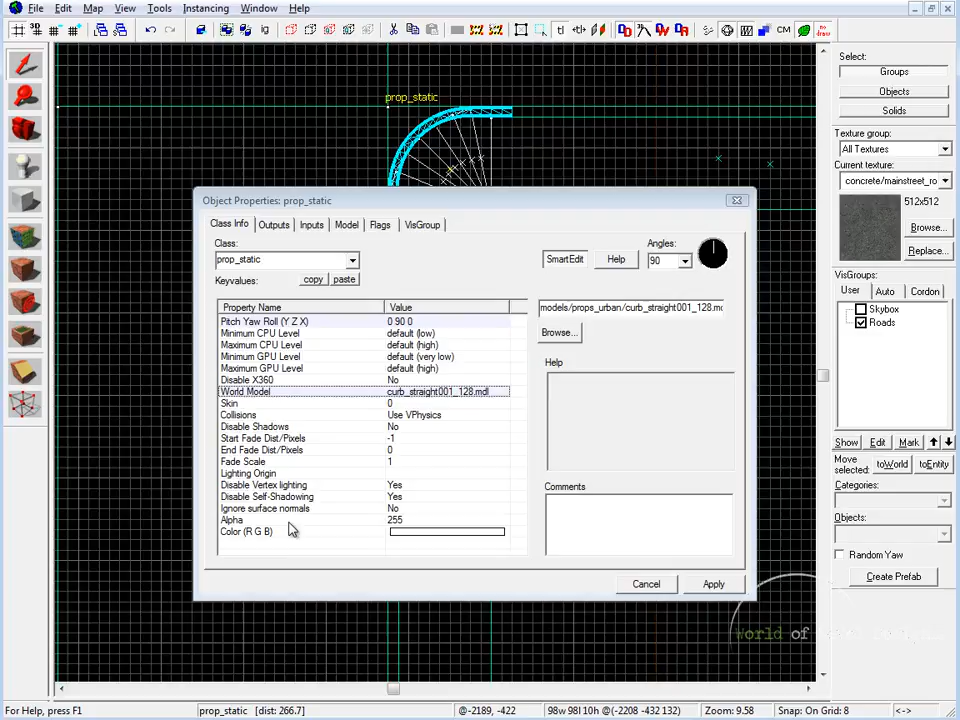 File Edit Map View Tools Instancing Window Help
prop_static
Object Properties: prop_static
Class Info Outputs Inputs Model Flags VisGroup
Class:
prop_static
Keyvalues: copy paste
SmartEdit Help
Angles:
90
Property Name Value
Pitch Yaw Roll (Y Z X) 0 90 0
Minimum CPU Level default (low)
Maximum CPU Level default (high)
Minimum GPU Level default (very low)
Maximum GPU Level default (high)
Disable X360 No
World Model curb_straight001_128.mdl
Skin 0
Collisions Use VPhysics
Disable Shadows No
Start Fade Dist/Pixels -1
End Fade Dist/Pixels 0
Fade Scale 1
Lighting Origin
Disable Vertex lighting Yes
Disable Self-Shadowing Yes
Ignore surface normals No
Alpha 255
Color (R G B)
models/props_urban/curb_straight001_128.mc
Browse...
Help
Comments
Cancel Apply
Select:
Groups
Objects
Solids
Texture group:
All Textures
Current texture:
concrete/mainstreet_ro
512x512
Browse...
Replace...
VisGroups:
User Auto Cordon
Skybox
Roads
Show Edit Mark
Move selected: toWorld toEntity
Categories:
Objects:
Random Yaw
Create Prefab
World of
For Help, press F1 prop_static [dist: 266.7] @-2189, -422 98w 98l 10h @(-2208 -432 132) Zoom: 9.58 Snap: On Grid: 8 <->